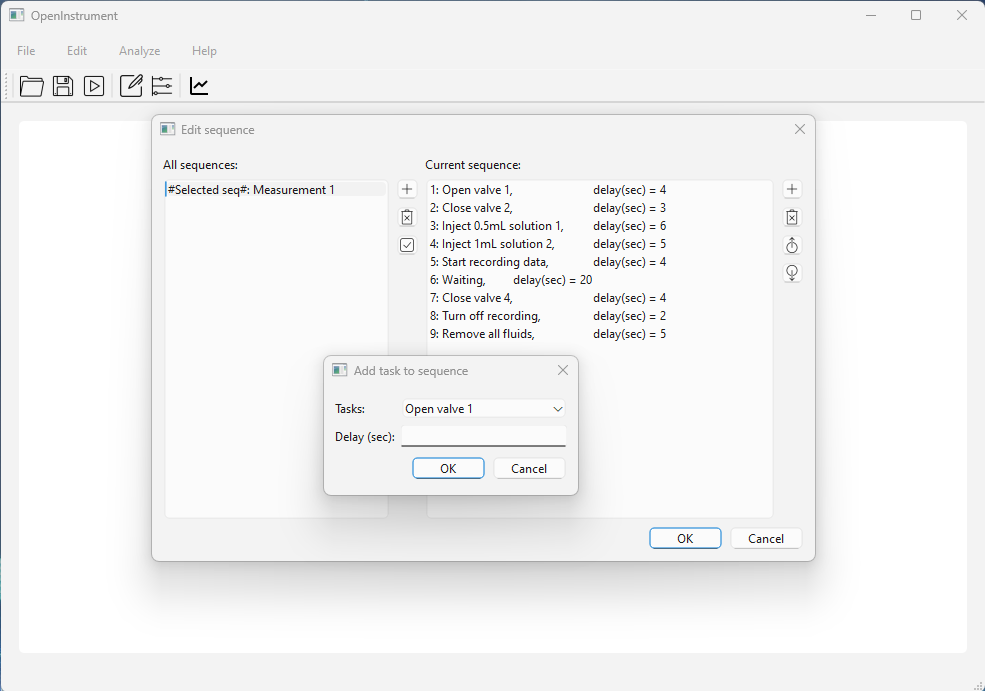 OpenInstrument
File Edit Analyze Help
Edit sequence
All sequences: Current sequence:
#Selected seq#: Measurement 1
1: Open valve 1, delay(sec) = 4
2: Close valve 2, delay(sec) = 3
3: Inject 0.5mL solution 1, delay(sec) = 6
4: Inject 1mL solution 2, delay(sec) = 5
5: Start recording data, delay(sec) = 4
6: Waiting, delay(sec) = 20
7: Close valve 4, delay(sec) = 4
8: Turn off recording, delay(sec) = 2
9: Remove all fluids, delay(sec) = 5
Add task to sequence
Tasks: Open valve 1
Delay (sec):
OK Cancel
OK Cancel